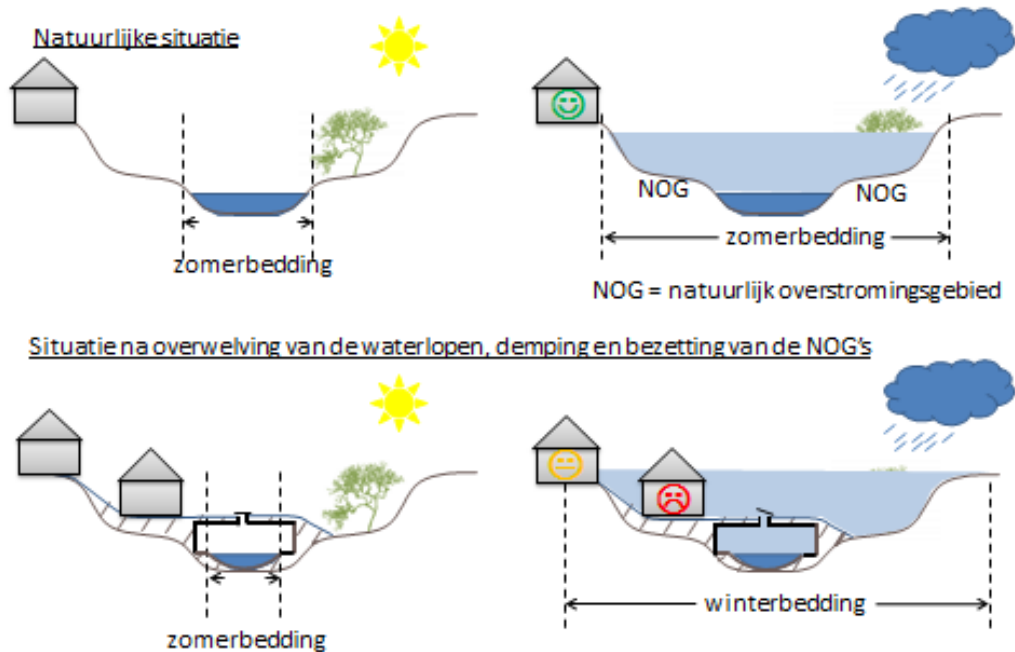 Natuurlijke situatie
NOG
NOG
zomerbedding
zomerbedding
NOG = natuurlijk overstromingsgebied
Situatie na overwelving van de waterlopen, demping en bezetting van de NOG's
winterbedding
zomerbedding